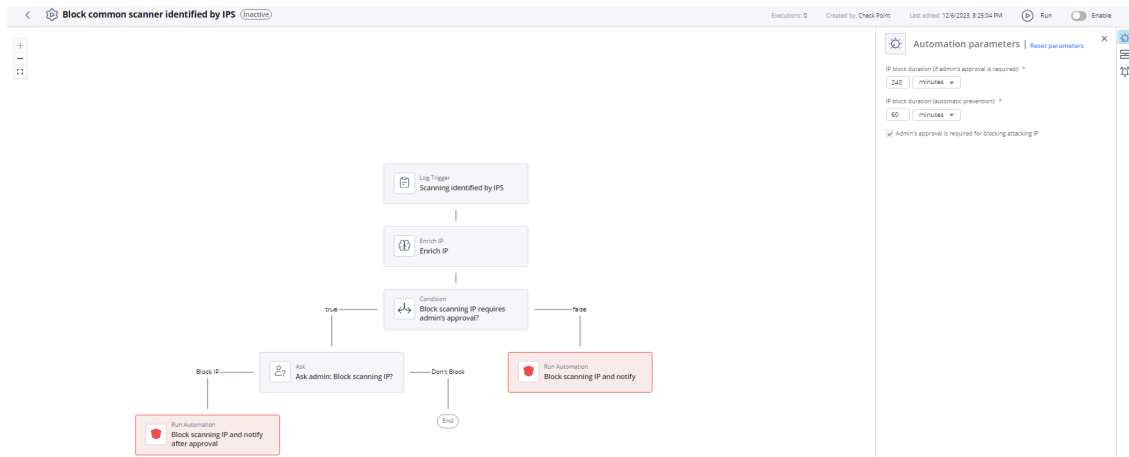 Block common scanner identified by IPS (Inactive)
Executions: 0 Created by: Check Point Last edited: 12/6/2023, 8:25:04 PM Run Enable
Automation parameters | Reset parameters
IP block duration (if admin's approval is required): *
240 minutes
IP block duration (automatic prevention): *
60 minutes
Admin's approval is required for blocking attacking IP
Log Trigger
Scanning identified by IPS
Enrich IP
Enrich IP
Condition
Block scanning IP requires
admin's approval?
true
false
Ask
Ask admin: Block scanning IP?
Run Automation
Block scanning IP and notify
Block IP
Don't Block
End
Run Automation
Block scanning IP and notify
after approval